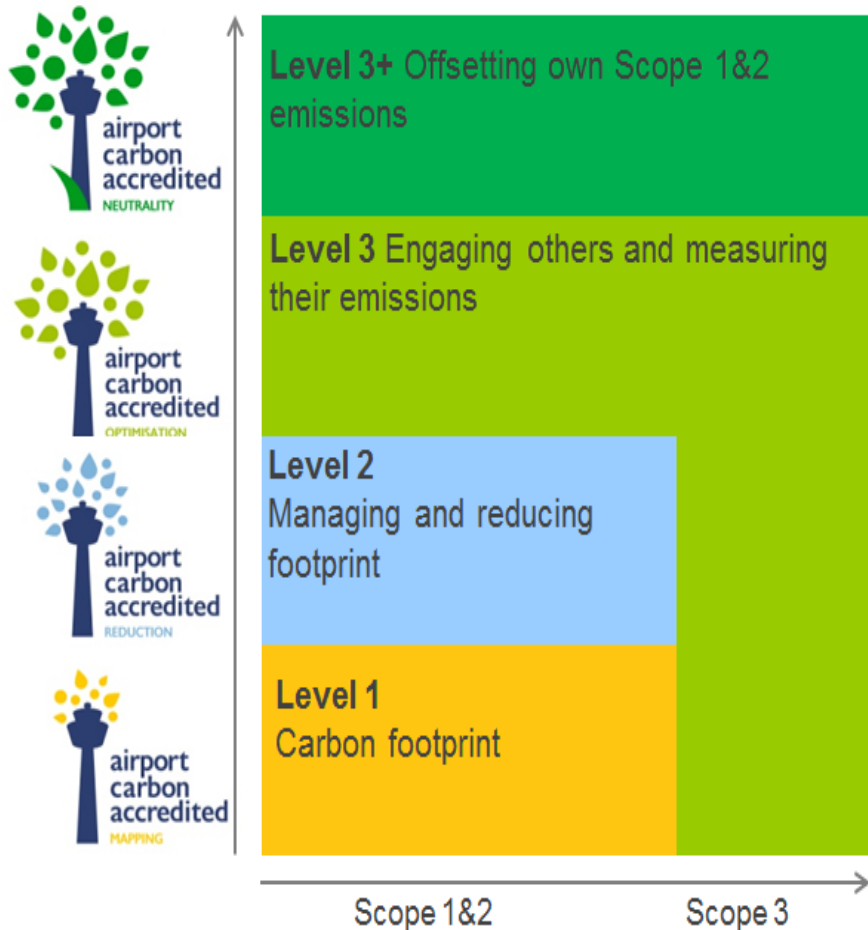 airport
carbon
accredited
NEUTRALITY
Level 3+ Offsetting own Scope 1&2
emissions
airport
carbon
accredited
OPTIMISATION
Level 3 Engaging others and measuring
their emissions
airport
carbon
accredited
REDUCTION
Level 2
Managing and reducing
footprint
airport
carbon
accredited
MAPPING
Level 1
Carbon footprint
Scope 1&2
Scope 3